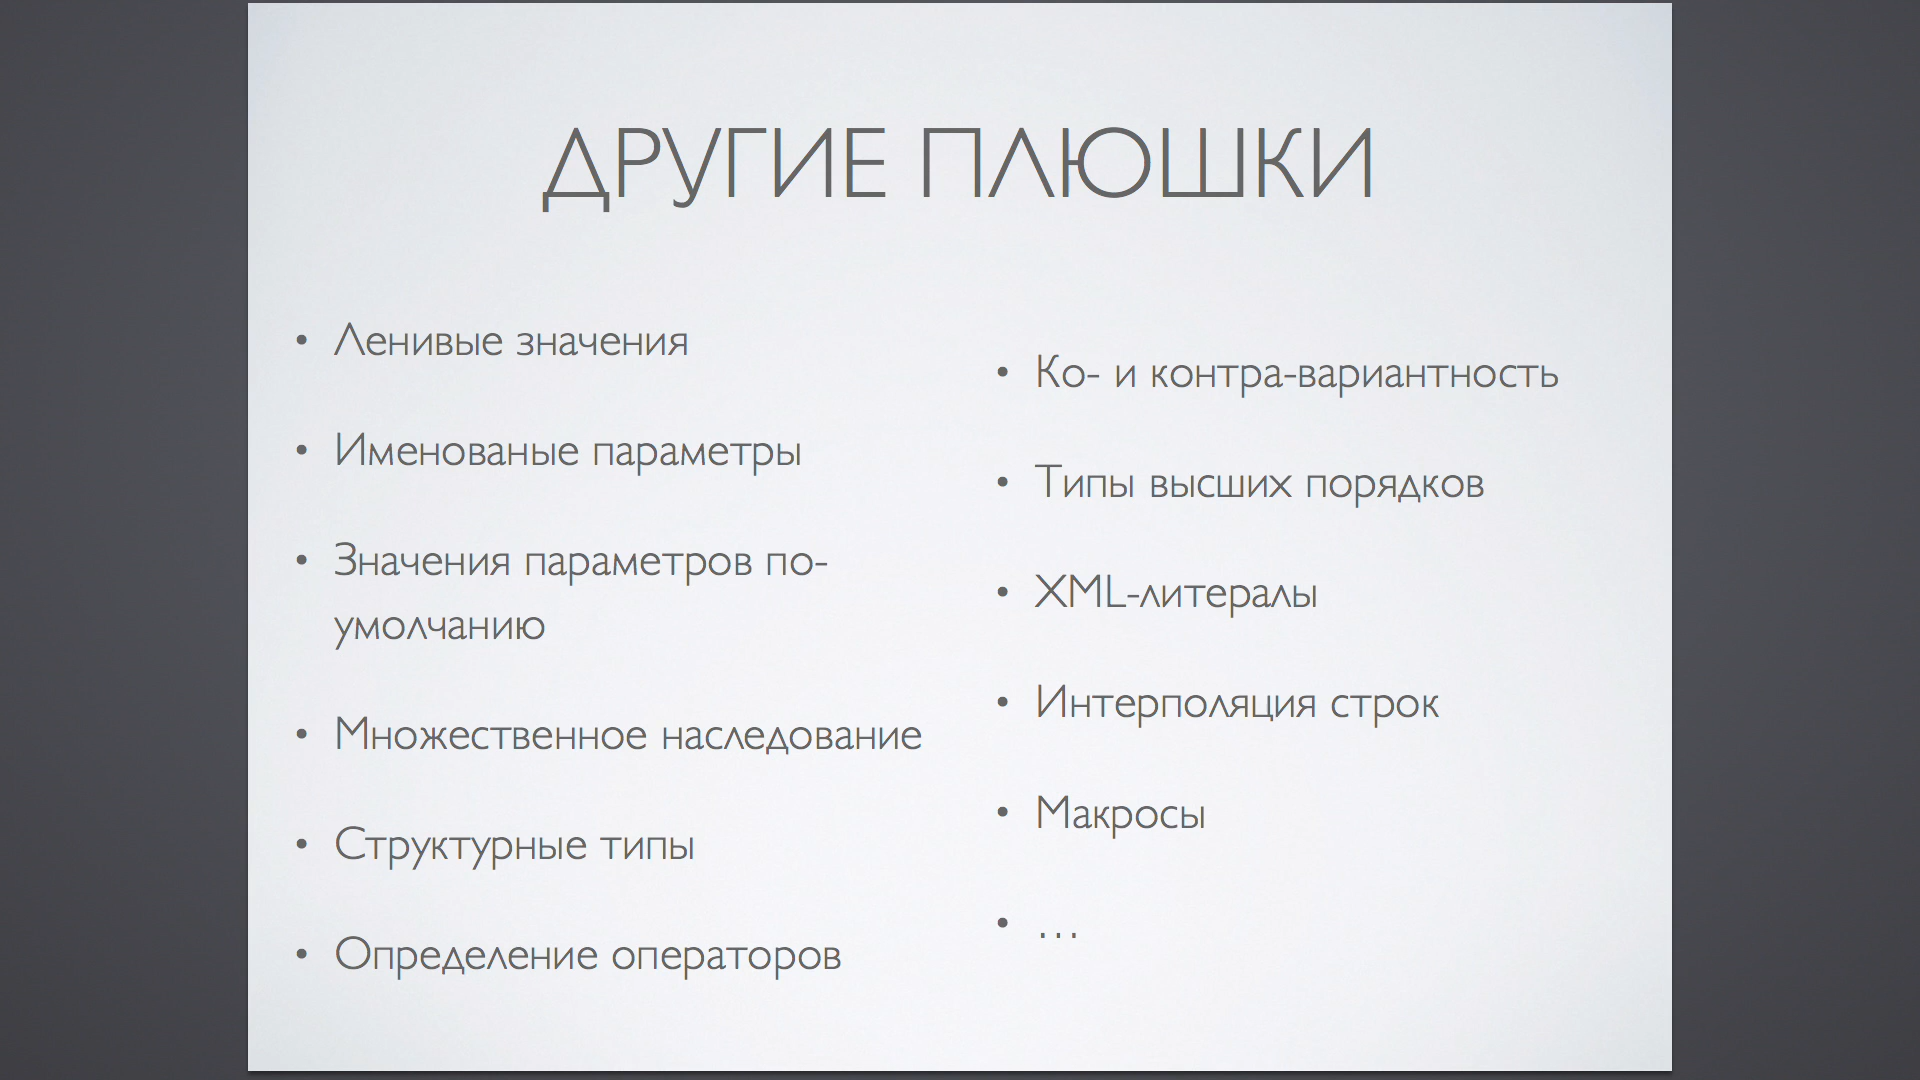 ДРУГИЕ ПЛЮШКИ
• Ленивые значения
• Именованые параметры
• Значения параметров по-
умолчанию
• Множественное наследование
• Структурные типы
• Определение операторов
• Ко- и контра-вариантность
• Типы высших порядков
• XML-литералы
• Интерполяция строк
• Макросы
• …